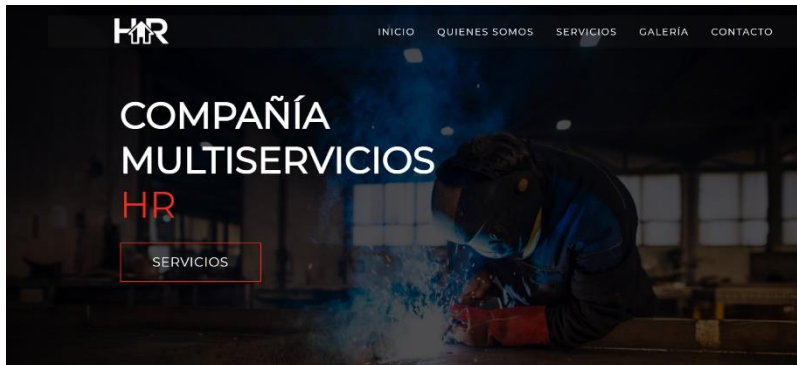 HR
INICIO QUIENES SOMOS SERVICIOS GALERÍA CONTACTO
COMPAÑÍA
MULTISERVICIOS
HR
SERVICIOS